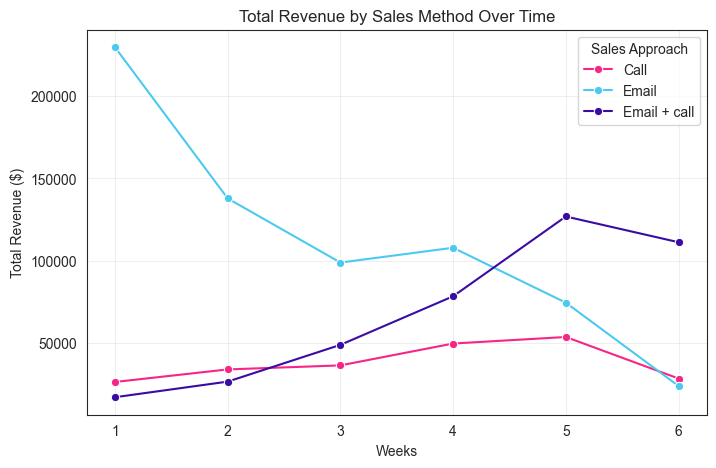 Total Revenue by Sales Method Over Time
Sales Approach
Call
Email
Email + call
Total Revenue ($)
200000
150000
100000
50000
1 2 3 4 5 6
Weeks